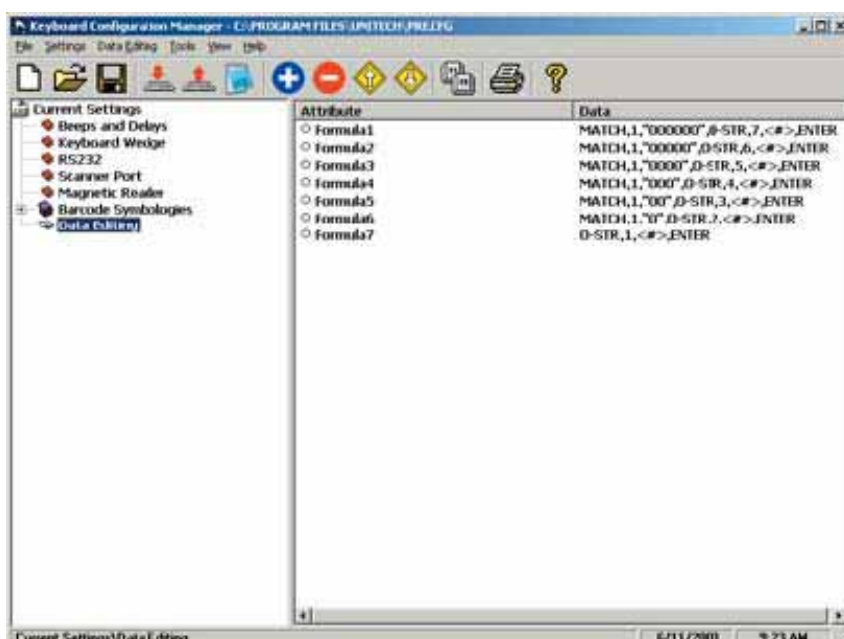 Keyboard Configuration Manager - C:\PROGRAM FILES\UNITECH\PRE.CFG
File Settings Data Editing Tools View Help
Current Settings
Beeps and Delays
Keyboard Wedge
RS232
Scanner Port
Magnetic Reader
Barcode Symbologies
Data Editing
Attribute Data
Formula1 MATCH,1,"000000",0-STR,7,<#>,ENTER
Formula2 MATCH,1,"00000",0-STR,6,<#>,ENTER
Formula3 MATCH,1,"0000",0-STR,5,<#>,ENTER
Formula4 MATCH,1,"000",0-STR,4,<#>,ENTER
Formula5 MATCH,1,"00",0-STR,3,<#>,ENTER
Formula6 MATCH,1,"0",0-STR,2,<#>,ENTER
Formula7 0-STR,1,<#>,ENTER
Current Settings\Data Editing 9:23 AM